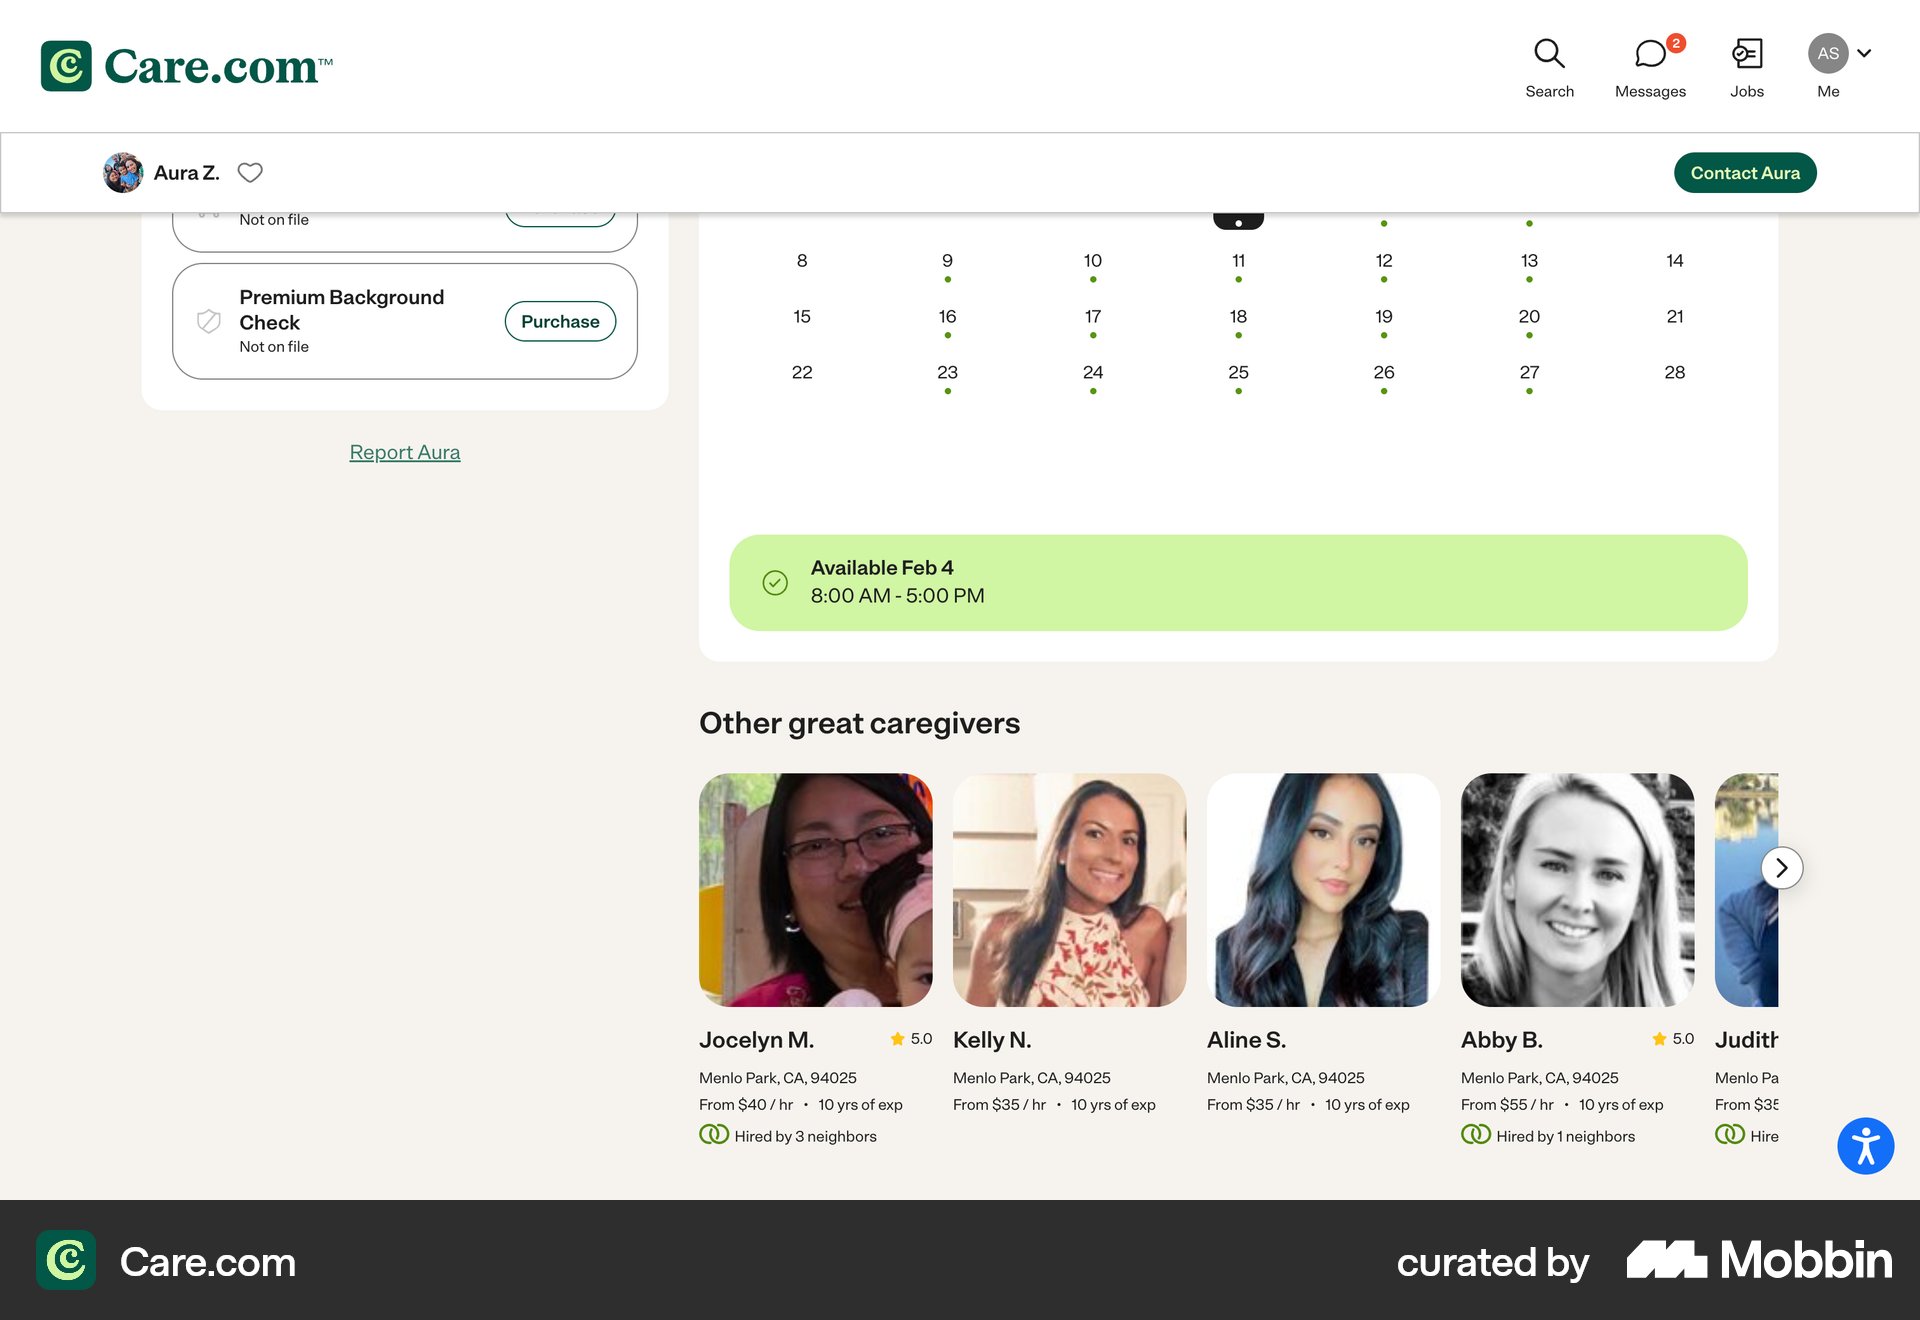 Care.com™
Search
Messages
2
Jobs
AS
Me
Aura Z.
Contact Aura
Not on file
Premium Background
Check
Not on file
Purchase
Report Aura
8 9 10 11 12 13 14
15 16 17 18 19 20 21
22 23 24 25 26 27 28
Available Feb 4
8:00 AM - 5:00 PM
Other great caregivers
Jocelyn M. 5.0
Menlo Park, CA, 94025
From $40 / hr • 10 yrs of exp
Hired by 3 neighbors
Kelly N.
Menlo Park, CA, 94025
From $35 / hr • 10 yrs of exp
Aline S.
Menlo Park, CA, 94025
From $35 / hr • 10 yrs of exp
Abby B. 5.0
Menlo Park, CA, 94025
From $55 / hr • 10 yrs of exp
Hired by 1 neighbors
Judith
Menlo Pa
From $35
Hire
Care.com
curated by Mobbin